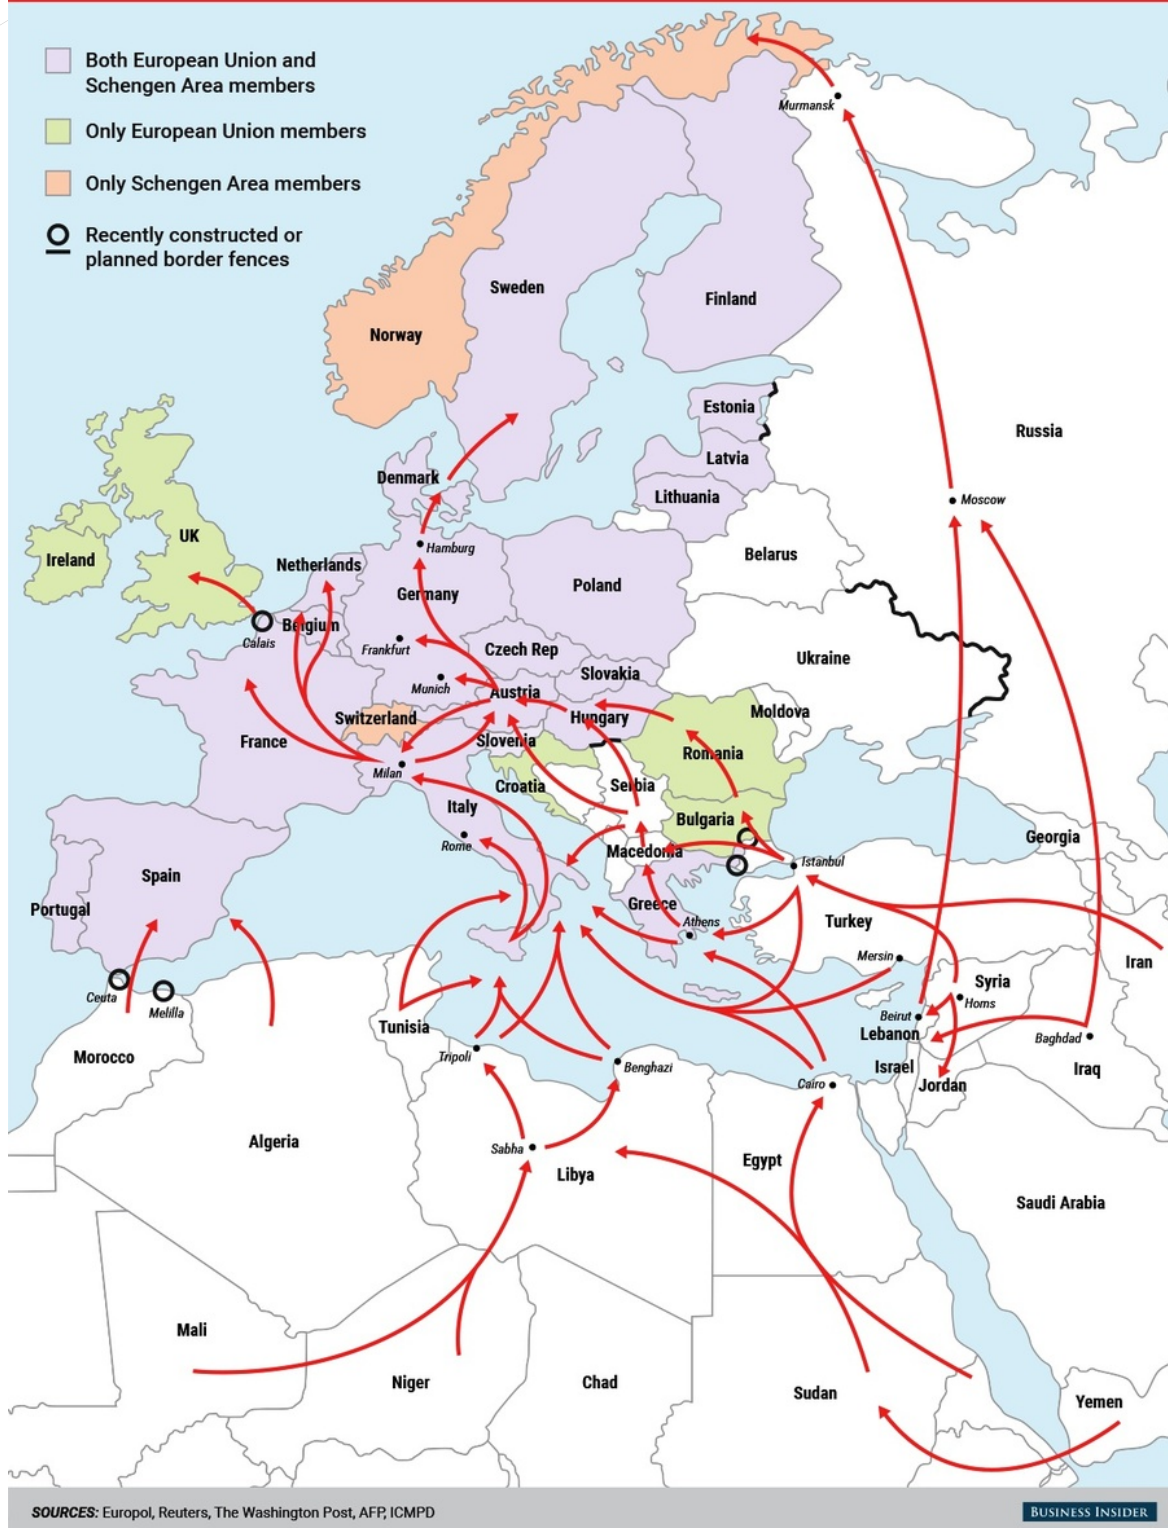 Both European Union and
Schengen Area members
Only European Union members
Only Schengen Area members
Recently constructed or
planned border fences
Murmansk
Sweden
Finland
Norway
Estonia
Russia
Latvia
Denmark
Lithuania
Moscow
UK
Hamburg
Belarus
Ireland
Netherlands
Germany
Poland
Belgium
Calais
Frankfurt
Czech Rep
Ukraine
Slovakia
Munich
Austria
Switzerland
Hungary
Moldova
France
Slovenia
Romania
Milan
Croatia
Serbia
Italy
Bulgaria
Rome
Macedonia
Georgia
Istanbul
Spain
Portugal
Greece
Athens
Turkey
Mersin
Iran
Syria
Ceuta
Melilla
Homs
Beirut
Tunisia
Lebanon
Baghdad
Morocco
Tripoli
Benghazi
Israel
Iraq
Cairo
Jordan
Algeria
Sabha
Libya
Egypt
Saudi Arabia
Mali
Niger
Chad
Sudan
Yemen
SOURCES: Europol, Reuters, The Washington Post, AFP, ICMPD
BUSINESS INSIDER